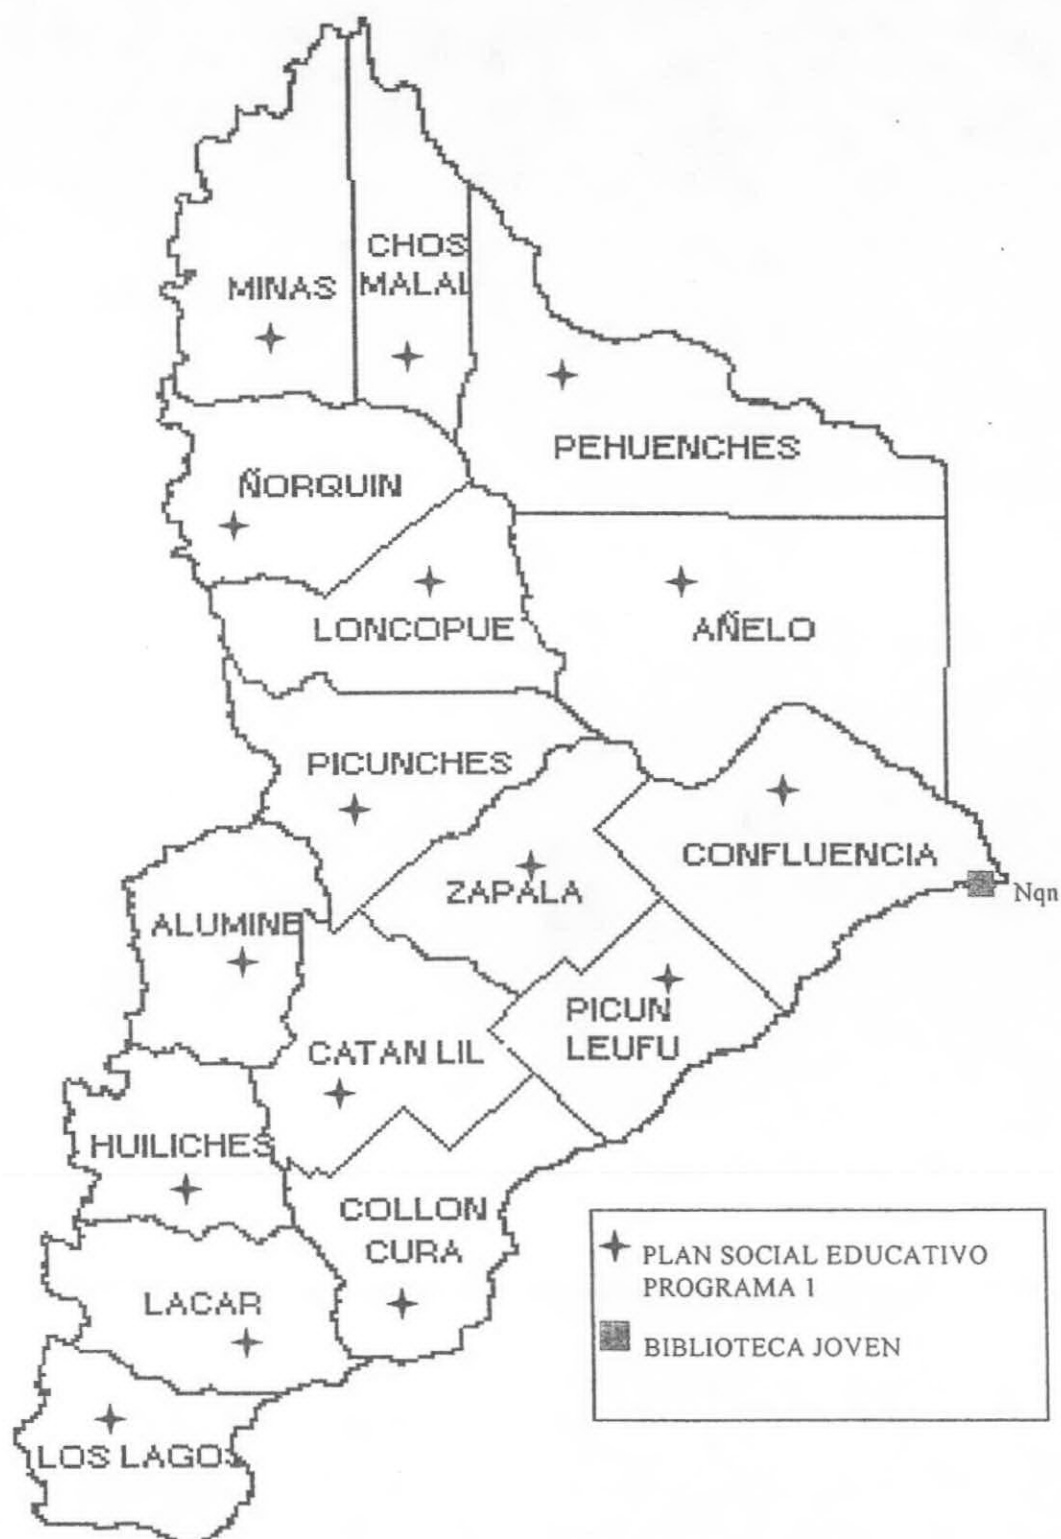 CHOS
MALAL
MINAS
PEHUENCHES
ÑORQUIN
LONCOPUE
AÑELO
PICUNCHES
CONFLUENCIA
ZAPALA
Nqn
ALUMINE
PICUN
LEUFU
CATAN LIL
HUILICHES
COLLON
CURA
LACAR
LOS LAGOS
PLAN SOCIAL EDUCATIVO
PROGRAMA 1
BIBLIOTECA JOVEN